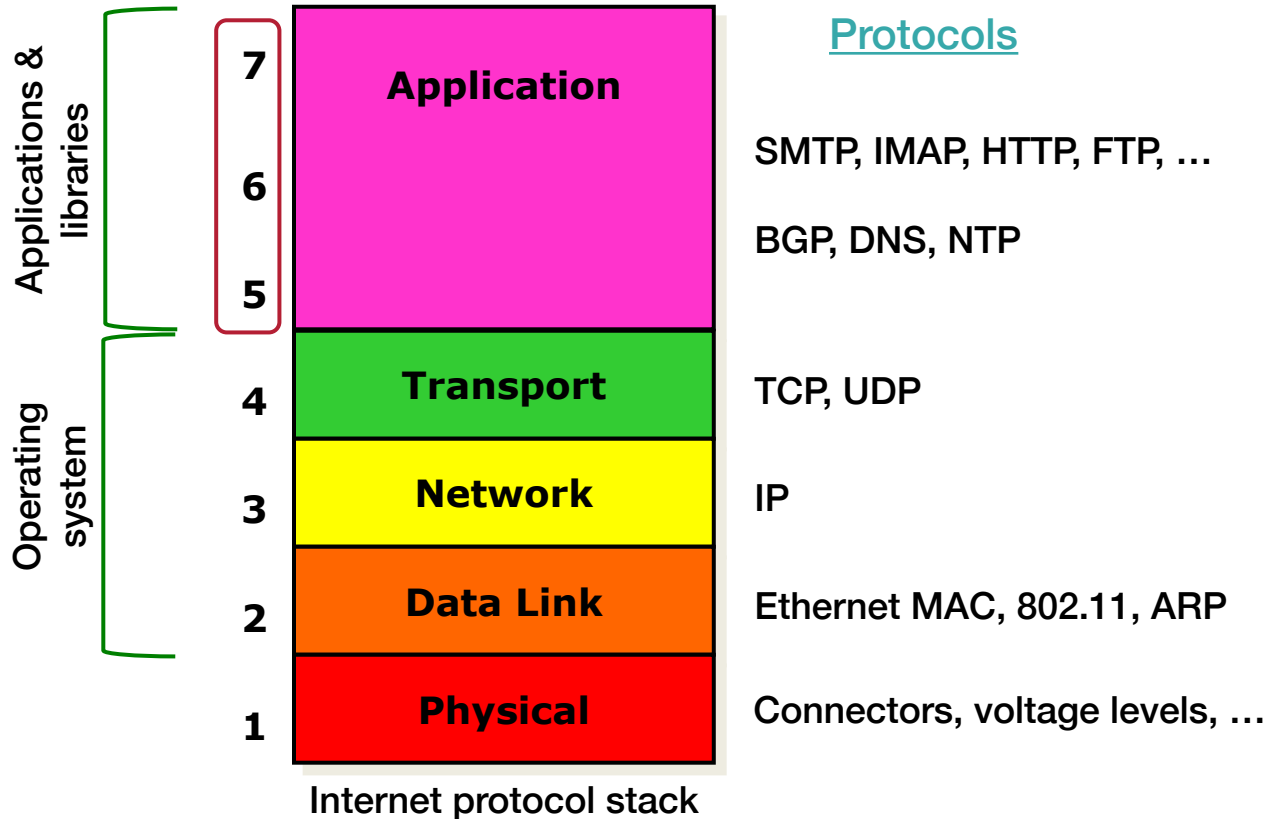 Applications &
libraries
Operating
system
7
6
5
4
3
2
1
Application
Transport
Network
Data Link
Physical
Internet protocol stack
Protocols
SMTP, IMAP, HTTP, FTP, …
BGP, DNS, NTP
TCP, UDP
IP
Ethernet MAC, 802.11, ARP
Connectors, voltage levels, …